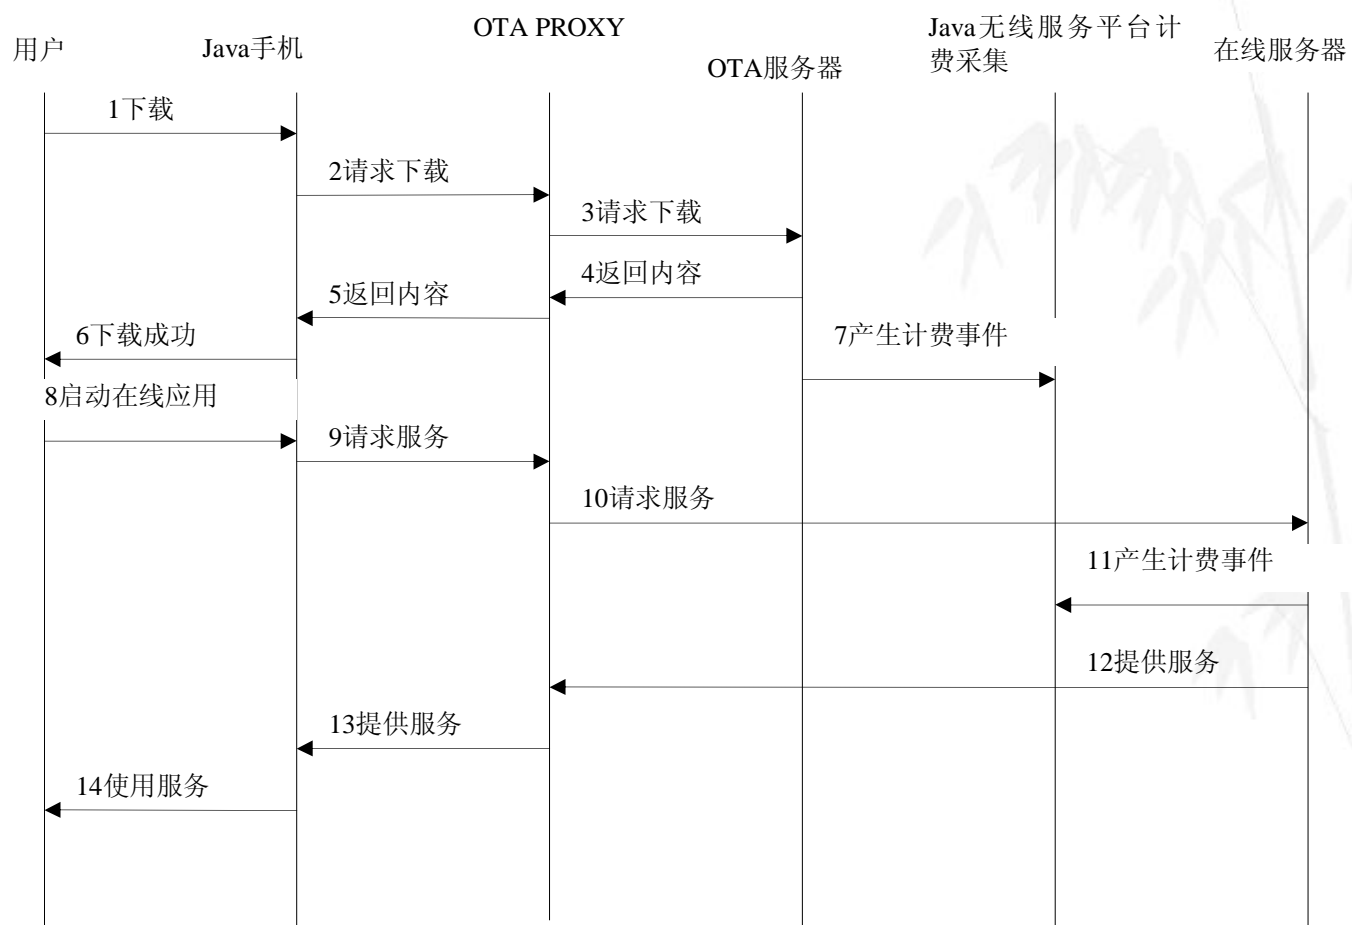 用户
Java手机
OTA PROXY
OTA服务器
Java无线服务平台计
费采集
在线服务器
1下载
2请求下载
3请求下载
4返回内容
5返回内容
6下载成功
7产生计费事件
8启动在线应用
9请求服务
10请求服务
11产生计费事件
12提供服务
13提供服务
14使用服务